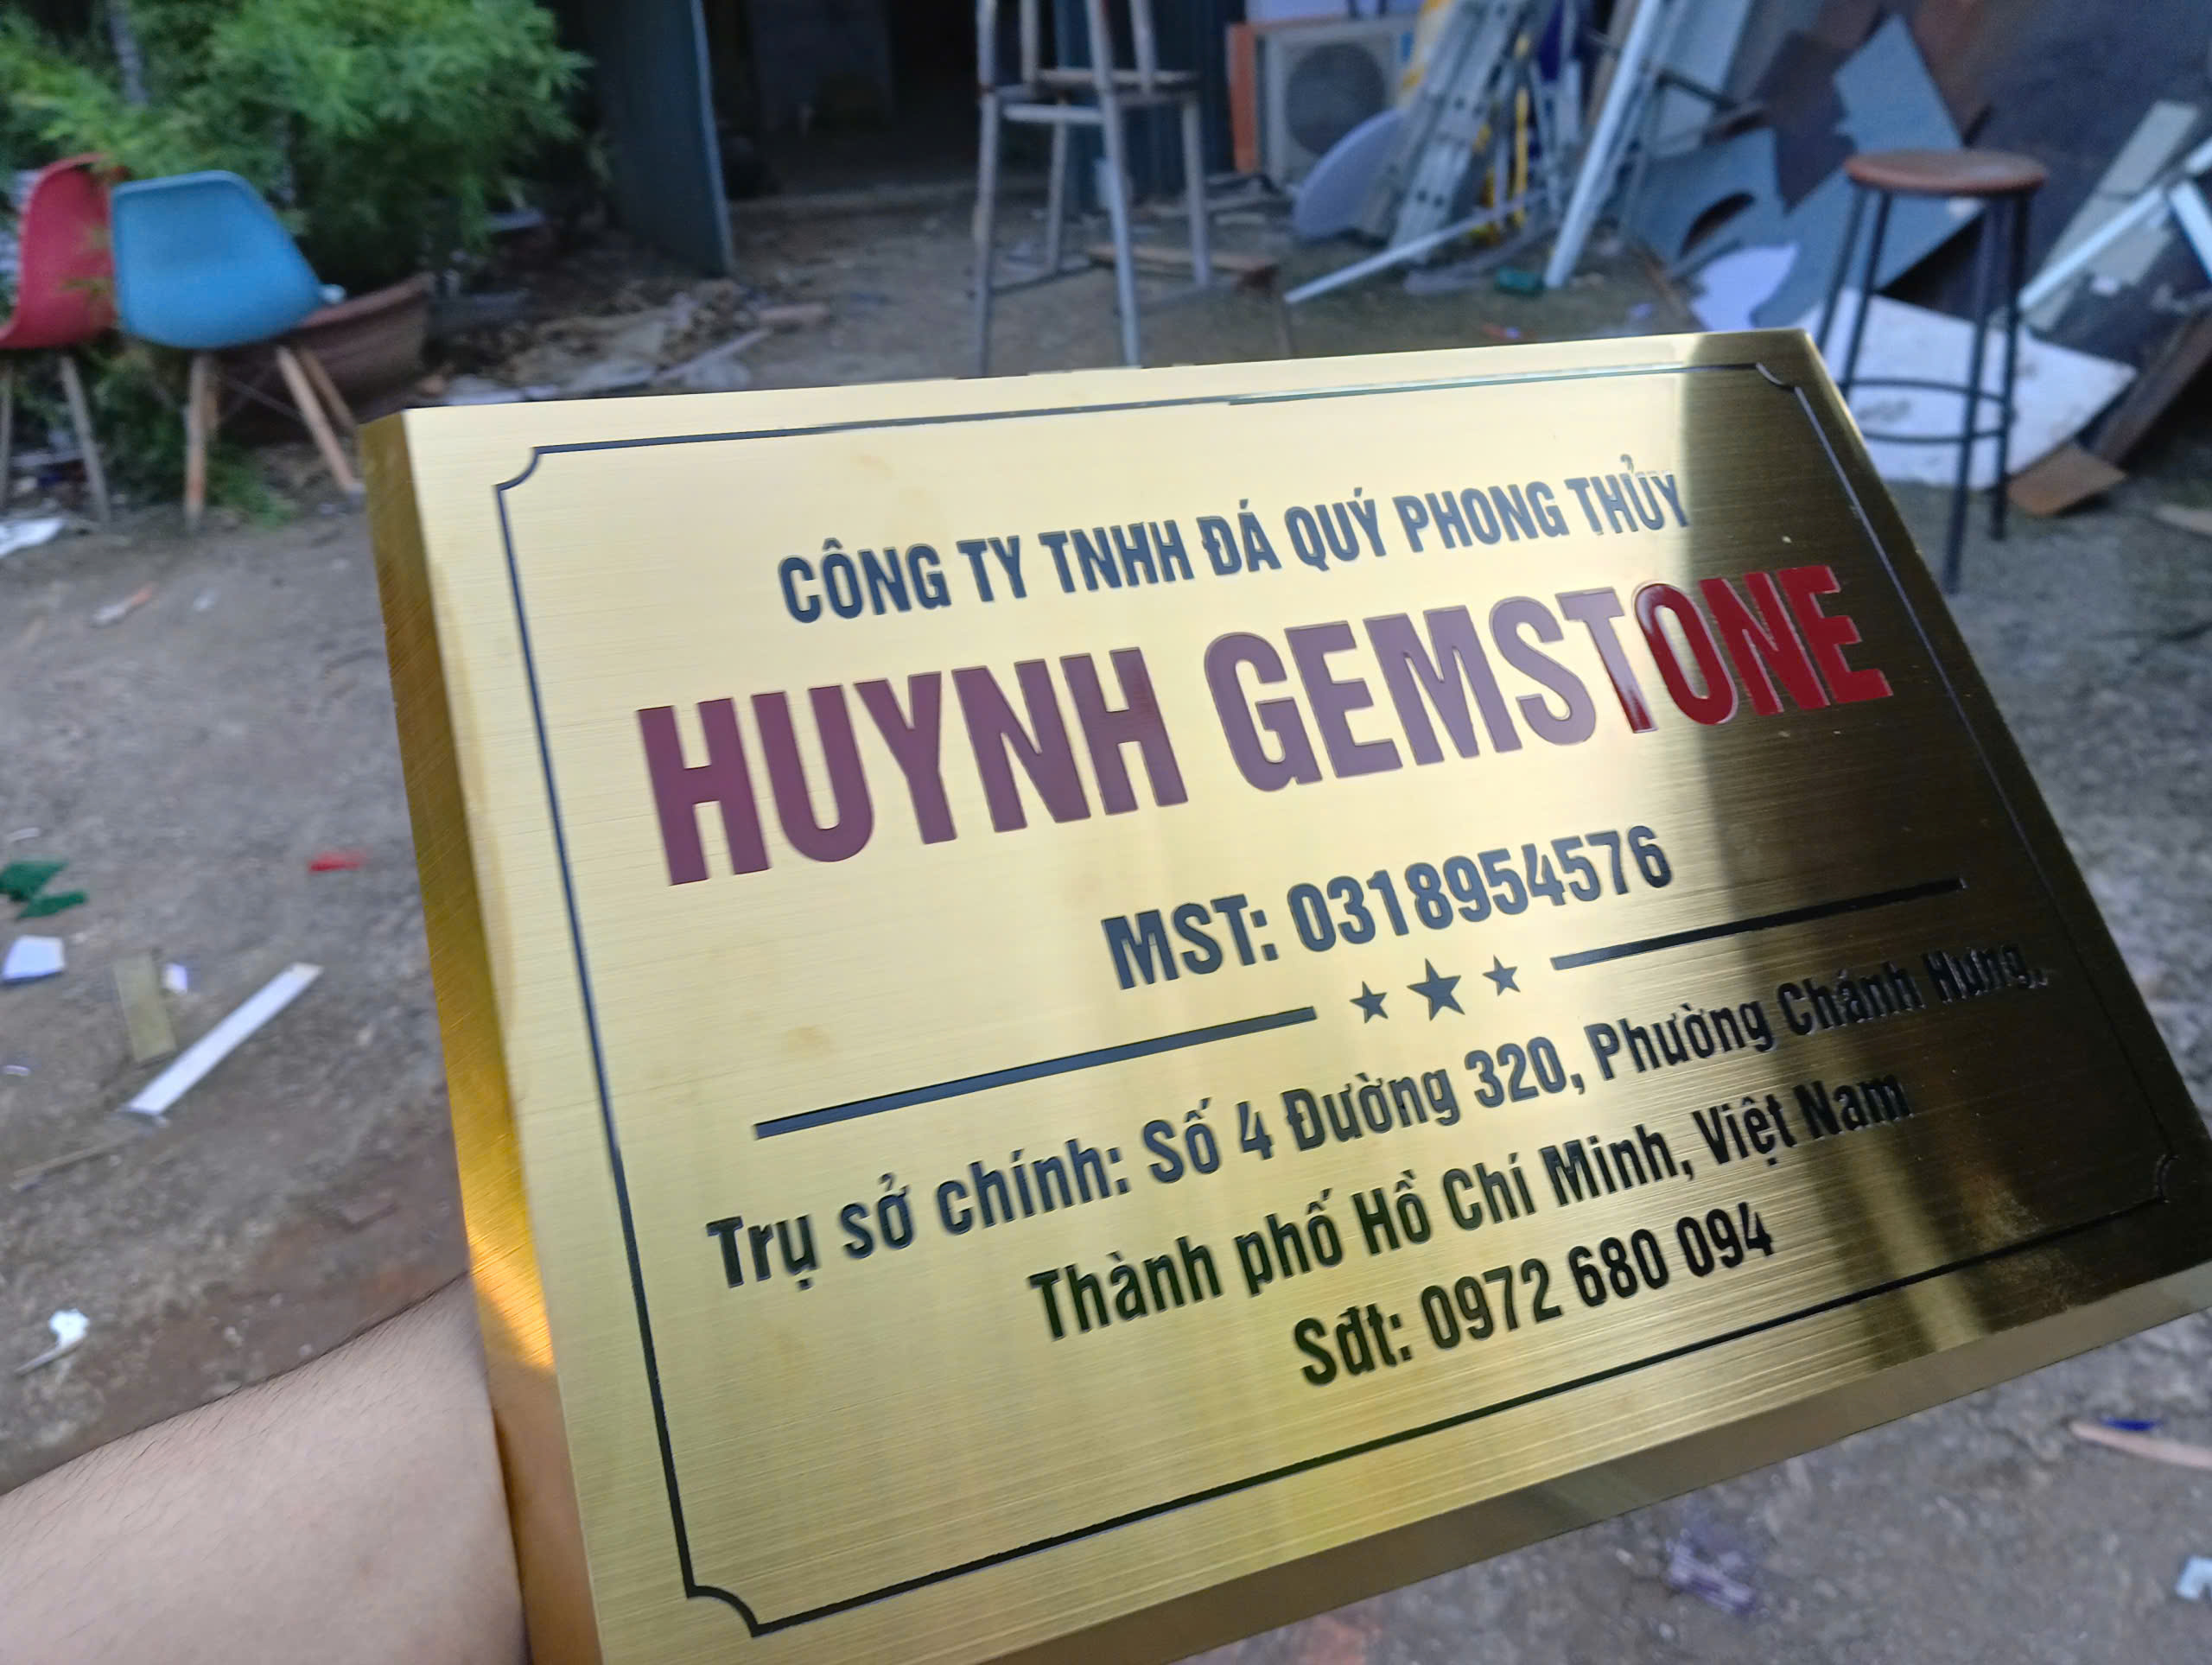 CÔNG TY TNHH ĐÁ QUÝ PHONG THỦY
HUYNH GEMSTONE
MST: 0318954576
Trụ sở chính: Số 4 Đường 320, Phường Chánh Hưng,
Thành phố Hồ Chí Minh, Việt Nam
Sđt: 0972 680 094